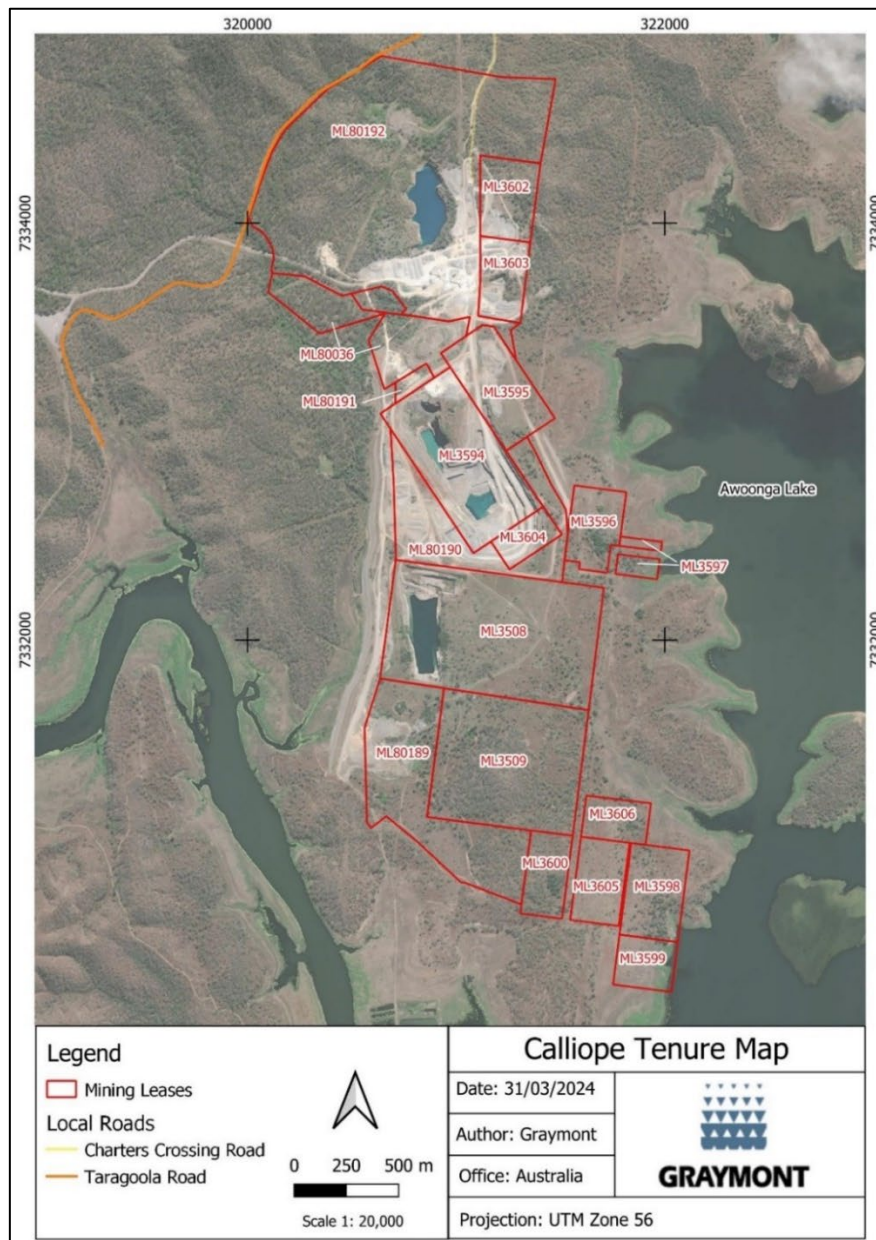 320000
322000
7334000
7334000
ML80192
ML3602
ML3603
ML80036
ML3595
ML80191
ML3594
Awoonga Lake
ML3596
ML3604
ML80190
ML3597
7332000
7332000
ML3508
ML80189
ML3509
ML3606
ML3600
ML3605
ML3598
ML3599
Legend
Mining Leases
Local Roads
Charters Crossing Road
Taragoola Road
0 250 500 m
Scale 1: 20,000
Calliope Tenure Map
Date: 31/03/2024
Author: Graymont
Office: Australia
GRAYMONT
Projection: UTM Zone 56